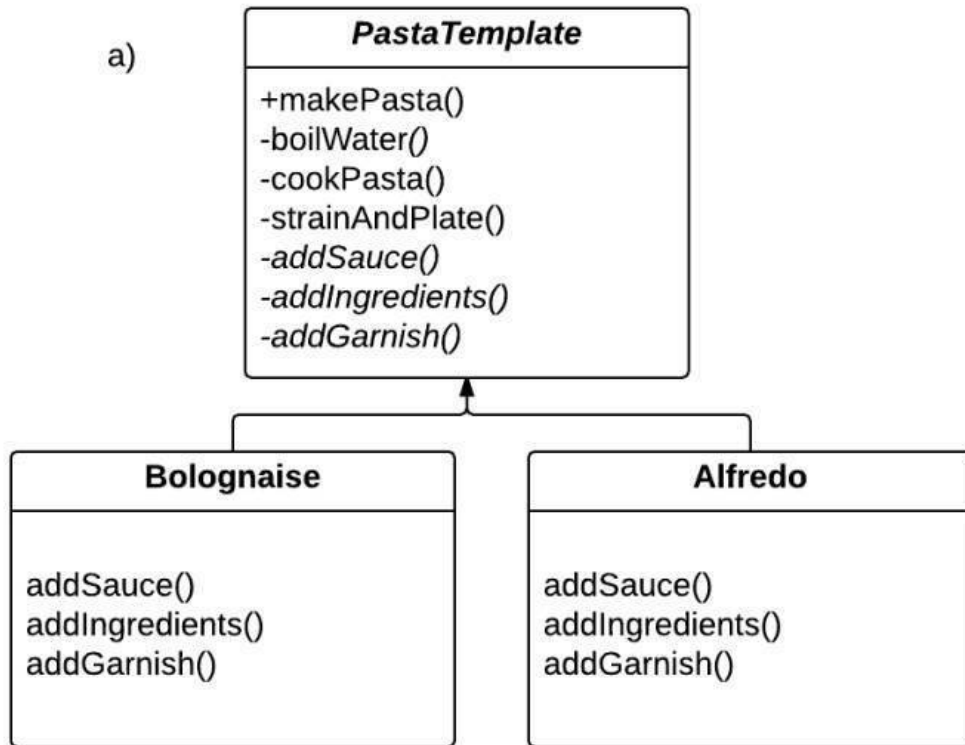 a)
PastaTemplate
+makePasta()
-boilWater()
-cookPasta()
-strainAndPlate()
-addSauce()
-addIngredients()
-addGarnish()
Bolognaise
addSauce()
addIngredients()
addGarnish()
Alfredo
addSauce()
addIngredients()
addGarnish()